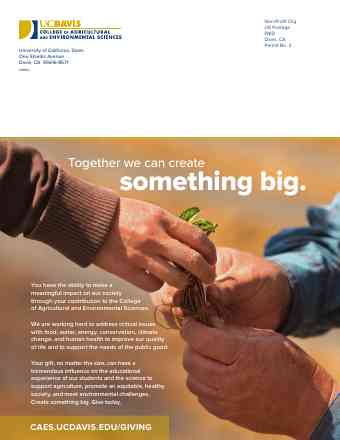 UCDAVIS
COLLEGE OF AGRICULTURAL
AND ENVIRONMENTAL SCIENCES
University of California, Davis
One Shields Avenue
Davis, CA 95616-8571
Non-Profit Org
US Postage
PAID
Davis, CA
Permit No. 3
Together we can create
something big.
You have the ability to make a
meaningful impact on our society
through your contribution to the College
of Agricultural and Environmental Sciences.
We are working hard to address critical issues
with food, water, energy, conservation, climate
change, and human health to improve our quality
of life and to support the needs of the public good.
Your gift, no matter the size, can have a
tremendous influence on the educational
experience of our students and the science to
support agriculture, promote an equitable, healthy
society, and meet environmental challenges.
Create something big. Give today.
CAES.UCDAVIS.EDU/GIVING